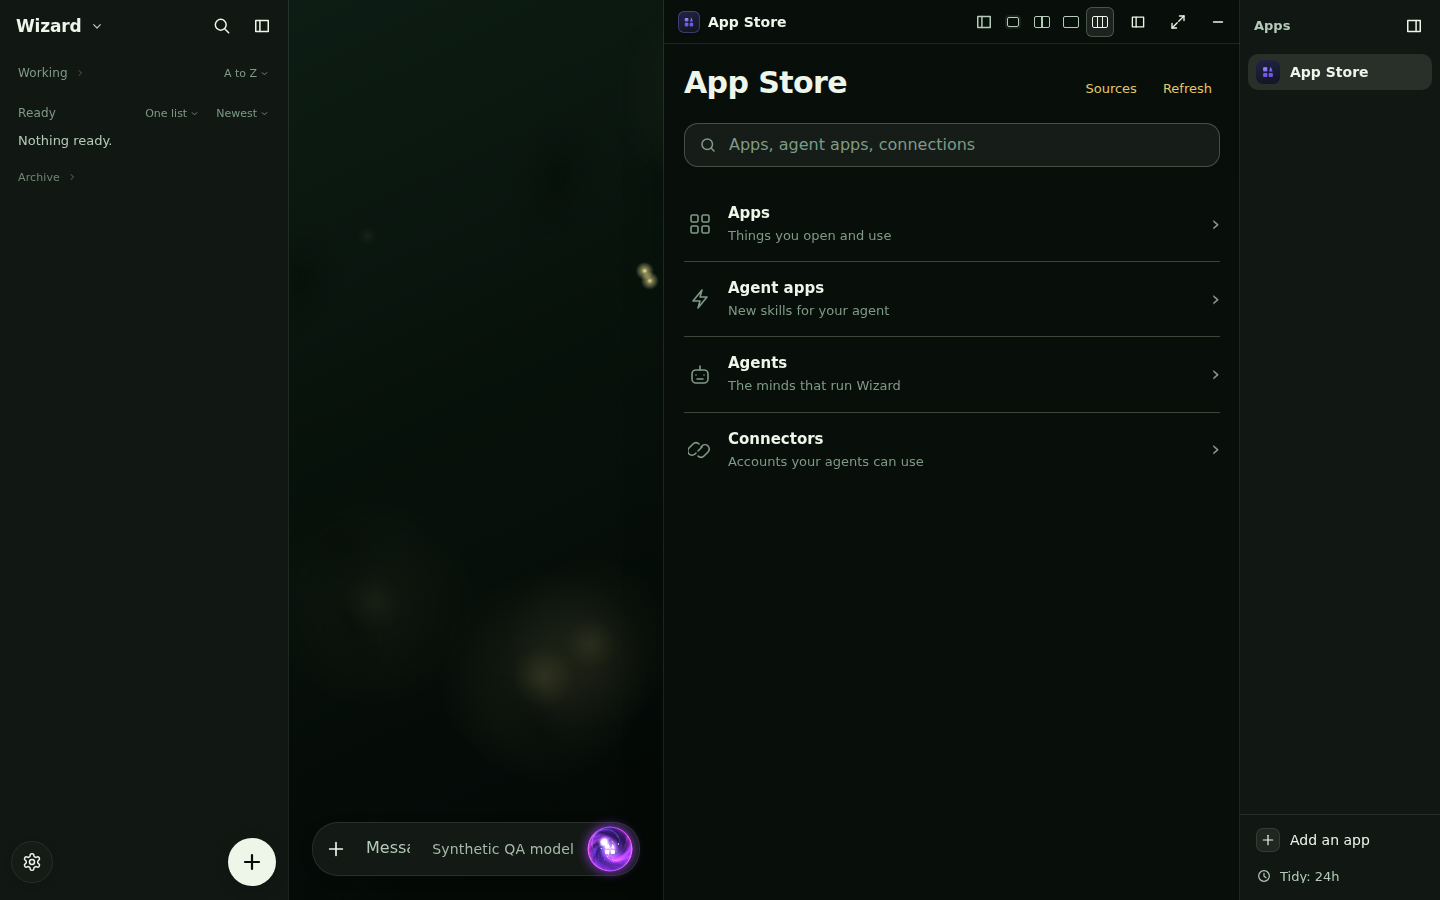 Wizard
Working
A to Z
Ready
One list
Newest
Nothing ready.
Archive
Messa
Synthetic QA model
App Store
App Store
Sources
Refresh
Apps, agent apps, connections
Apps
Things you open and use
Agent apps
New skills for your agent
Agents
The minds that run Wizard
Connectors
Accounts your agents can use
Apps
App Store
Add an app
Tidy: 24h